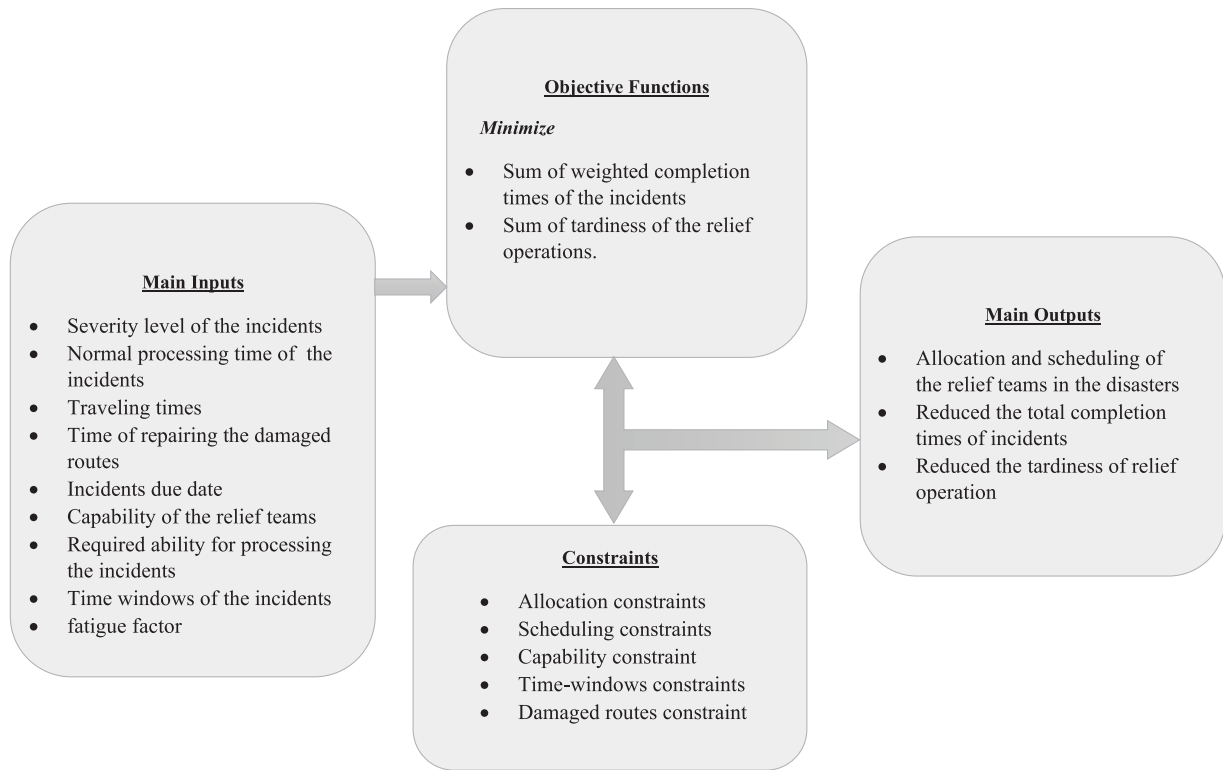 Objective Functions
Minimize
• Sum of weighted completion
times of the incidents
• Sum of tardiness of the relief
operations.
Main Inputs
• Severity level of the incidents
• Normal processing time of the
incidents
• Traveling times
• Time of repairing the damaged
routes
• Incidents due date
• Capability of the relief teams
• Required ability for processing
the incidents
• Time windows of the incidents
• fatigue factor
Main Outputs
• Allocation and scheduling of
the relief teams in the disasters
• Reduced the total completion
times of incidents
• Reduced the tardiness of relief
operation
Constraints
• Allocation constraints
• Scheduling constraints
• Capability constraint
• Time-windows constraints
• Damaged routes constraint